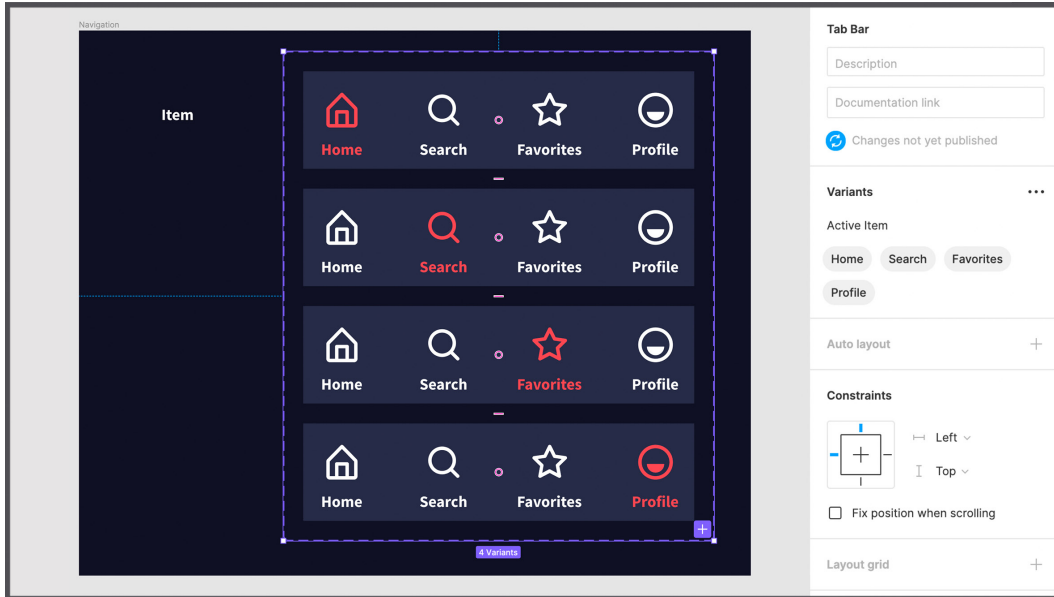 Navigation
Item
Home Search Favorites Profile
Home Search Favorites Profile
Home Search Favorites Profile
Home Search Favorites Profile
4 Variants
Tab Bar
Description
Documentation link
Changes not yet published
Variants
Active Item
Home Search Favorites
Profile
Auto layout
Constraints
Left
Top
Fix position when scrolling
Layout grid